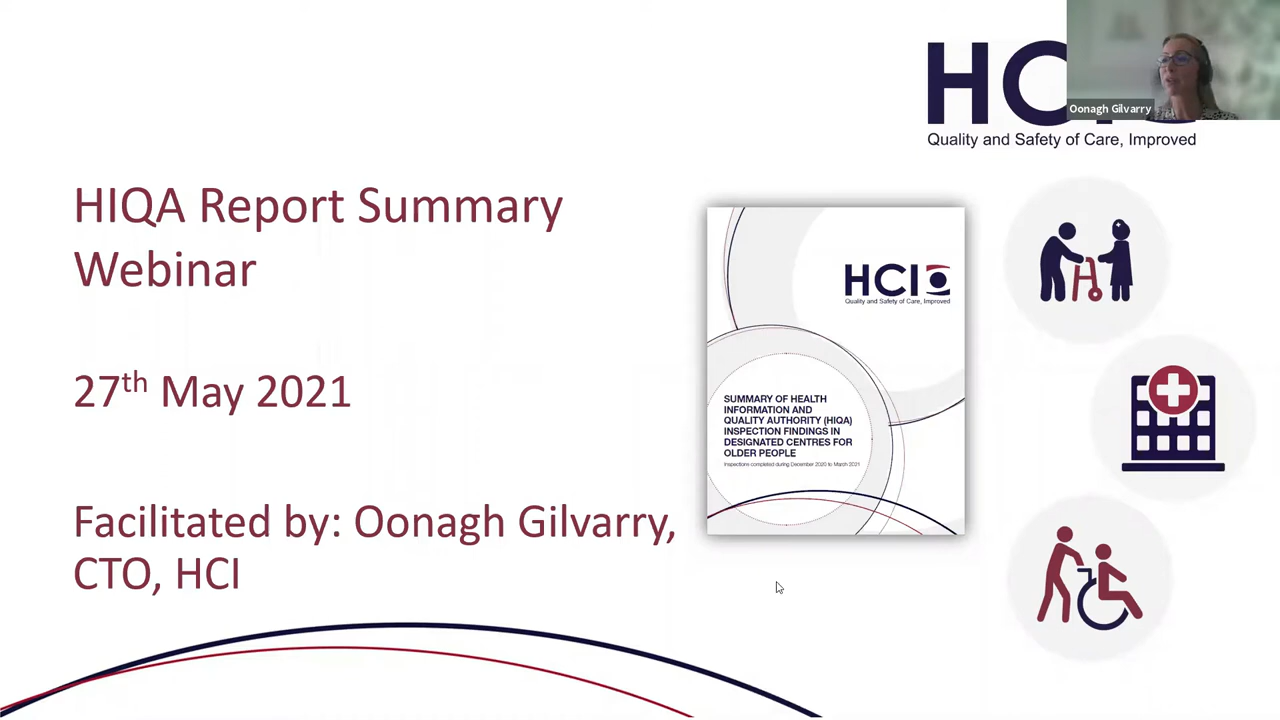 HC
Oonagh Gilvarry
Quality and Safety of Care, Improved
HIQA Report Summary
Webinar
27th May 2021
Facilitated by: Oonagh Gilvarry,
CTO, HCI
HCI
Quality and Safety of Care, Improved
SUMMARY OF HEALTH
INFORMATION AND
QUALITY AUTHORITY (HIQA)
INSPECTION FINDINGS IN
DESIGNATED CENTRES FOR
OLDER PEOPLE
Inspections completed during December 2020 to March 2021